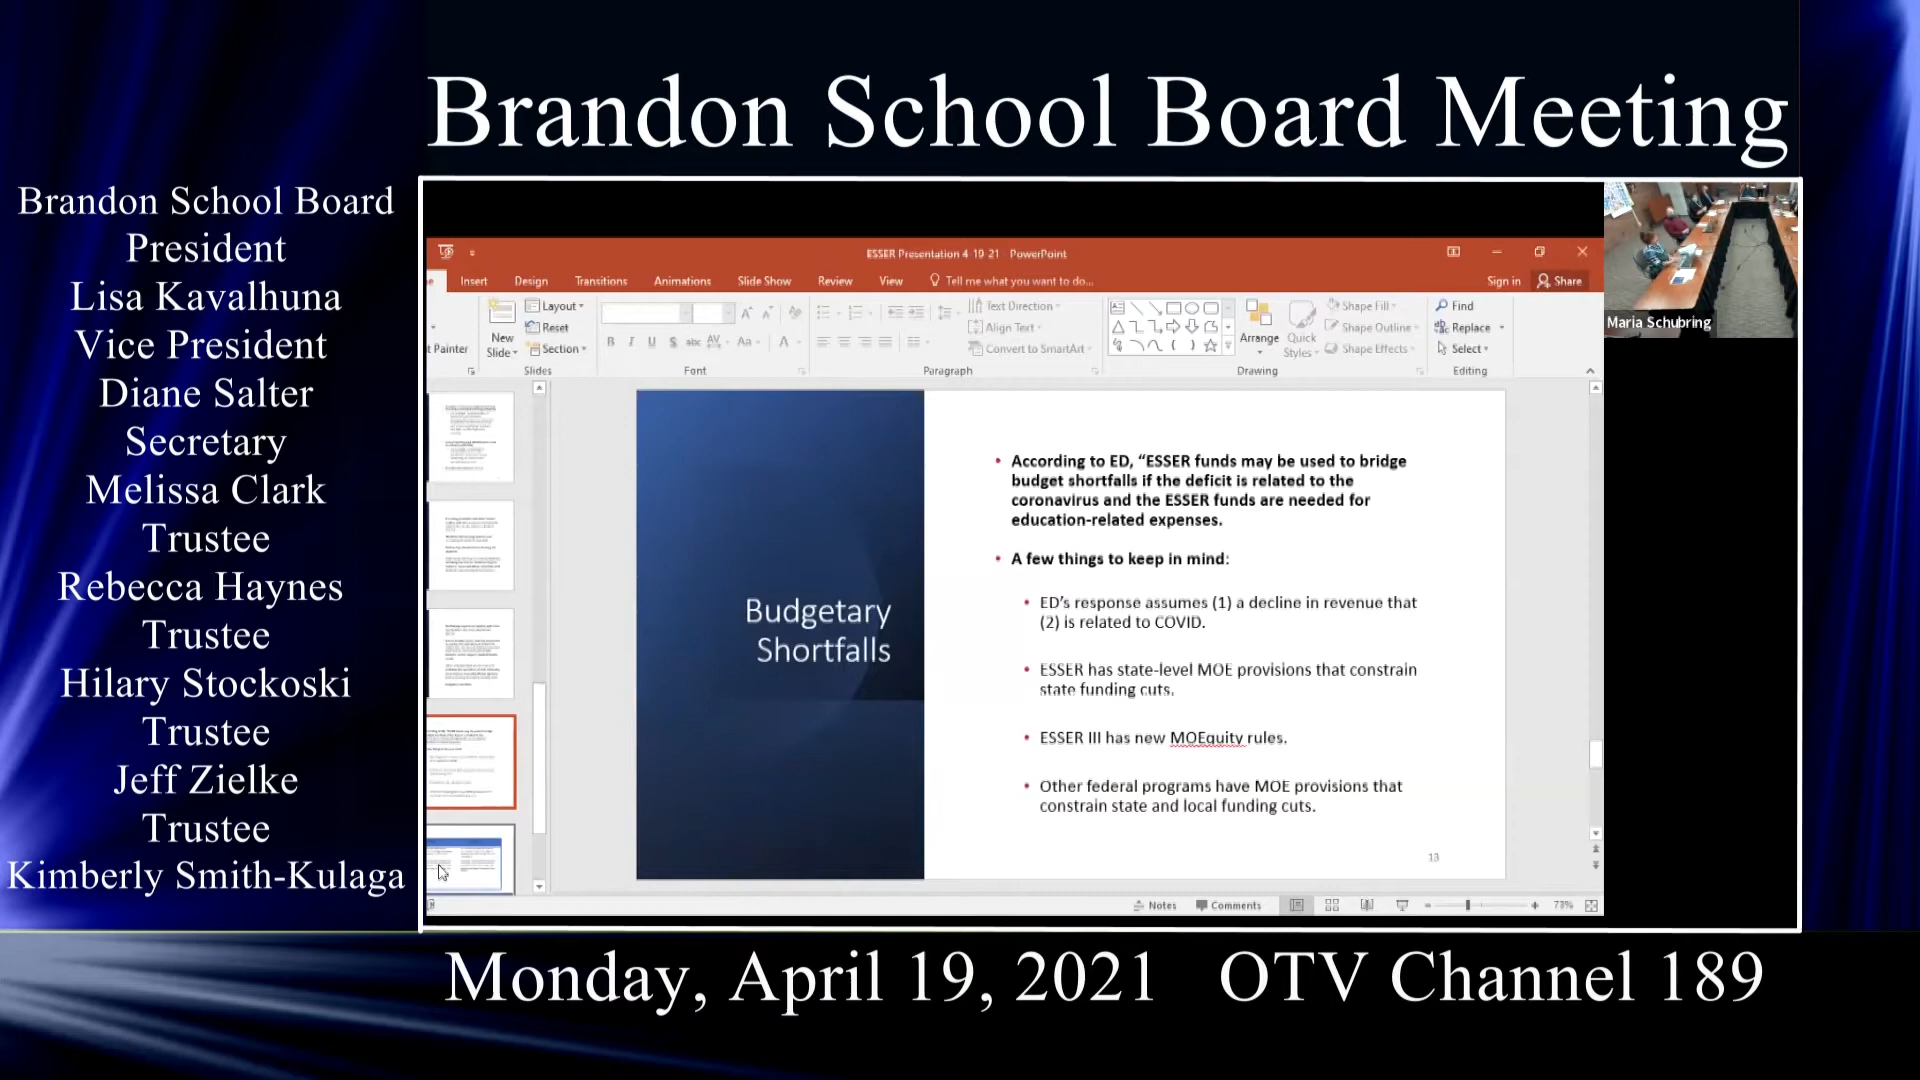 Brandon School Board Meeting
Brandon School Board
President
Lisa Kavalhuna
Vice President
Diane Salter
Secretary
Melissa Clark
Trustee
Rebecca Haynes
Trustee
Hilary Stockoski
Trustee
Jeff Zielke
Trustee
Kimberly Smith-Kulaga
ESSER Presentation 4 19 21 - PowerPoint
Insert Design Transitions Animations Slide Show Review View Tell me what you want to do...
Sign in Share
t Painter
New
Slide
Layout
Reset
Section
Slides
B I U S abc AV Aa A
Font
Text Direction
Align Text
Convert to SmartArt
Paragraph
Arrange
Quick
Styles
Shape Fill
Shape Outline
Shape Effects
Drawing
Find
Replace
Select
Editing
Maria Schubring
Budgetary
Shortfalls
• According to ED, “ESSER funds may be used to bridge
budget shortfalls if the deficit is related to the
coronavirus and the ESSER funds are needed for
education-related expenses.
• A few things to keep in mind:
• ED’s response assumes (1) a decline in revenue that
(2) is related to COVID.
• ESSER has state-level MOE provisions that constrain
state funding cuts.
• ESSER III has new MOEquity rules.
• Other federal programs have MOE provisions that
constrain state and local funding cuts.
13
Notes Comments 73%
Monday, April 19, 2021 OTV Channel 189